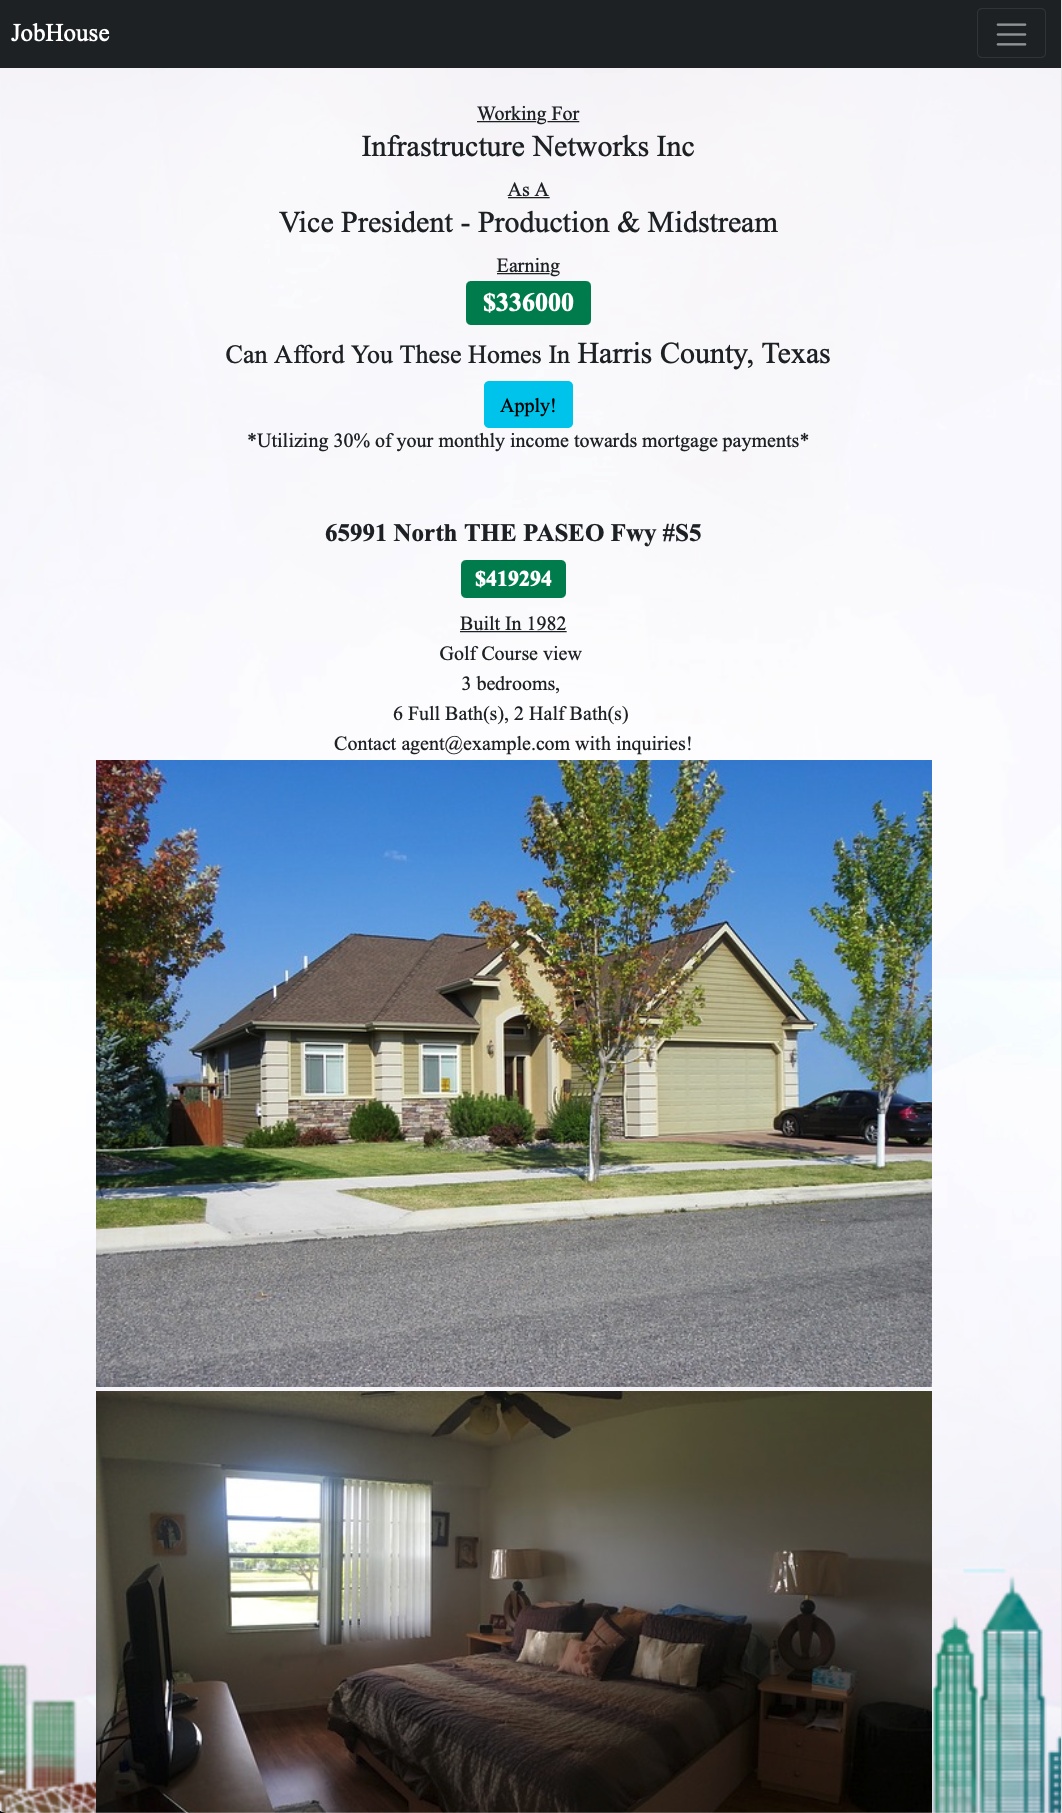 JobHouse
Working For
Infrastructure Networks Inc
As A
Vice President - Production & Midstream
Earning
$336000
Can Afford You These Homes In Harris County, Texas
Apply!
*Utilizing 30% of your monthly income towards mortgage payments*
65991 North THE PASEO Fwy #S5
$419294
Built In 1982
Golf Course view
3 bedrooms,
6 Full Bath(s), 2 Half Bath(s)
Contact agent@example.com with inquiries!